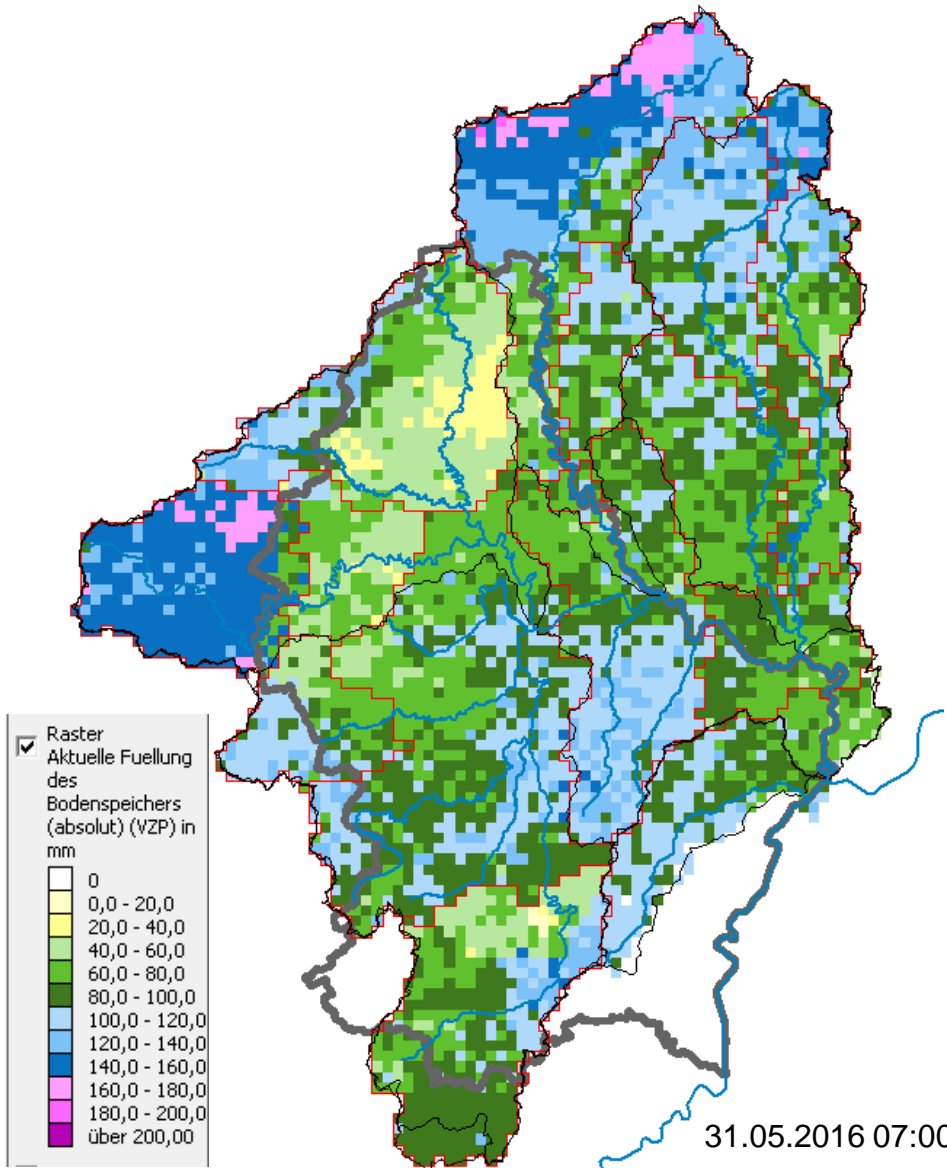 Raster
Aktuelle Fuellung
des
Bodenspeichers
(absolut) (VZP) in
mm
0
0,0 - 20,0
20,0 - 40,0
40,0 - 60,0
60,0 - 80,0
80,0 - 100,0
100,0 - 120,0
120,0 - 140,0
140,0 - 160,0
160,0 - 180,0
180,0 - 200,0
über 200,00
31.05.2016 07:00